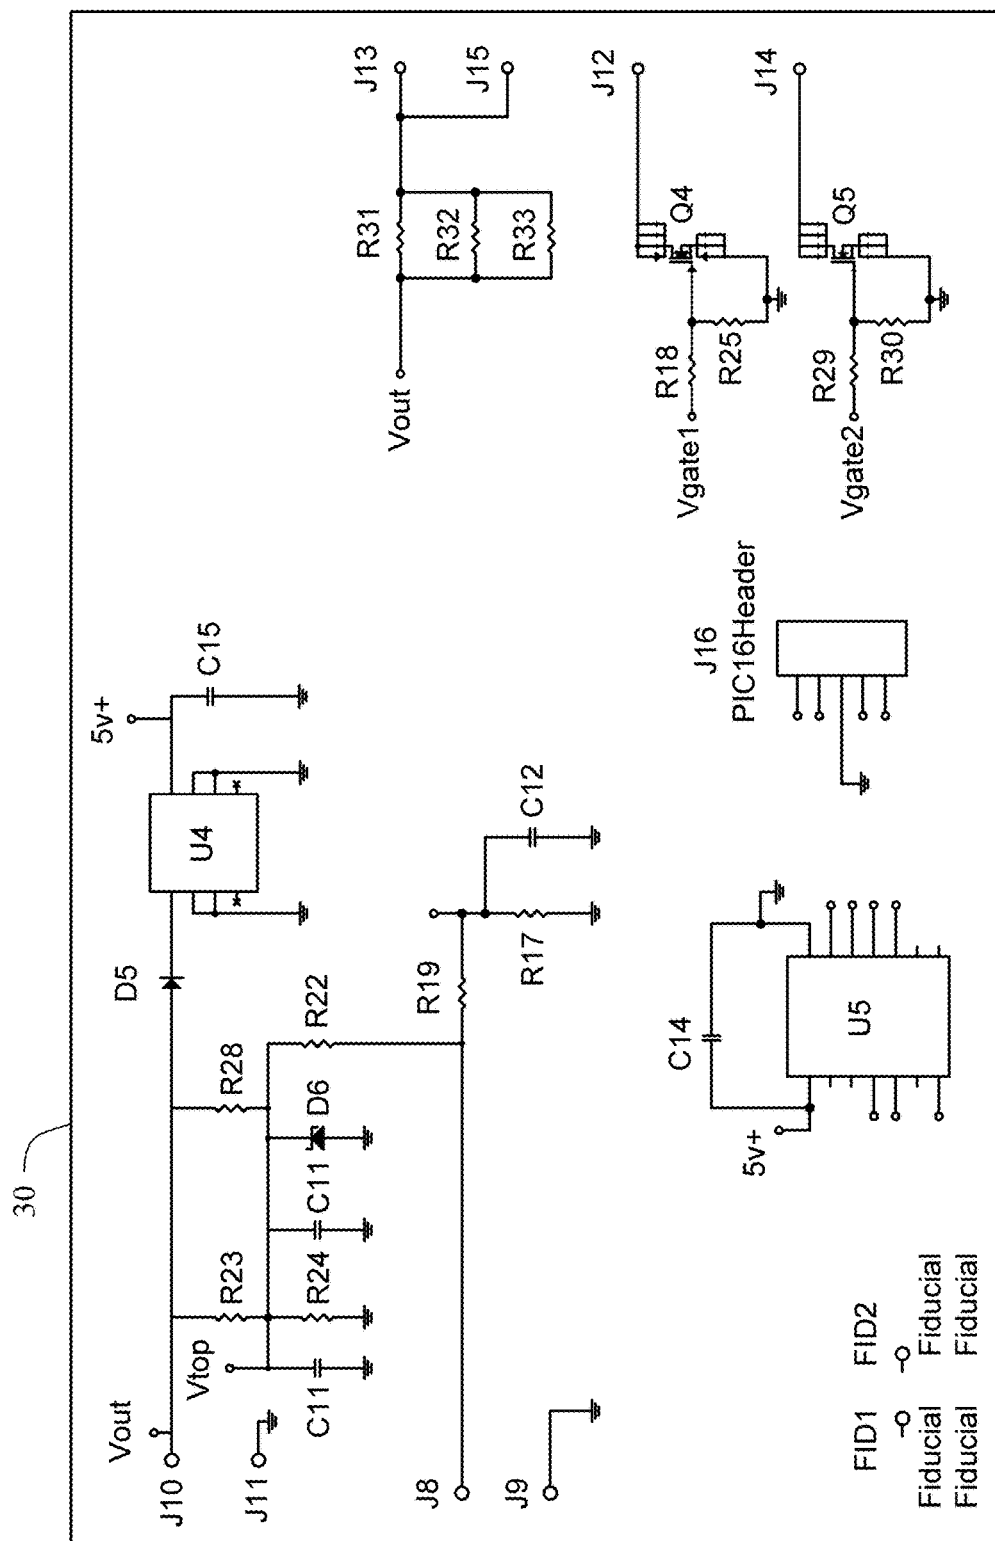 30
Vout
J10
J11
Vtop
R23
R24
C11
C11
D6
R28
R22
D5
U4
5v+
C15
J8
J9
R19
R17
C12
Vout
R31
R32
R33
J13
J15
Vgate1
R18
R25
Q4
J12
Vgate2
R29
R30
Q5
J14
FID1
Fiducial
Fiducial
FID2
Fiducial
Fiducial
5v+
C14
U5
J16
PIC16Header